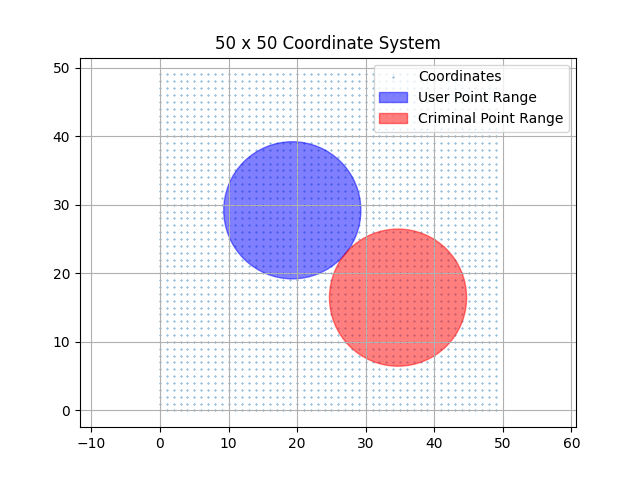 50 x 50 Coordinate System
Coordinates
User Point Range
Criminal Point Range
50
40
30
20
10
0
−10 0 10 20 30 40 50 60